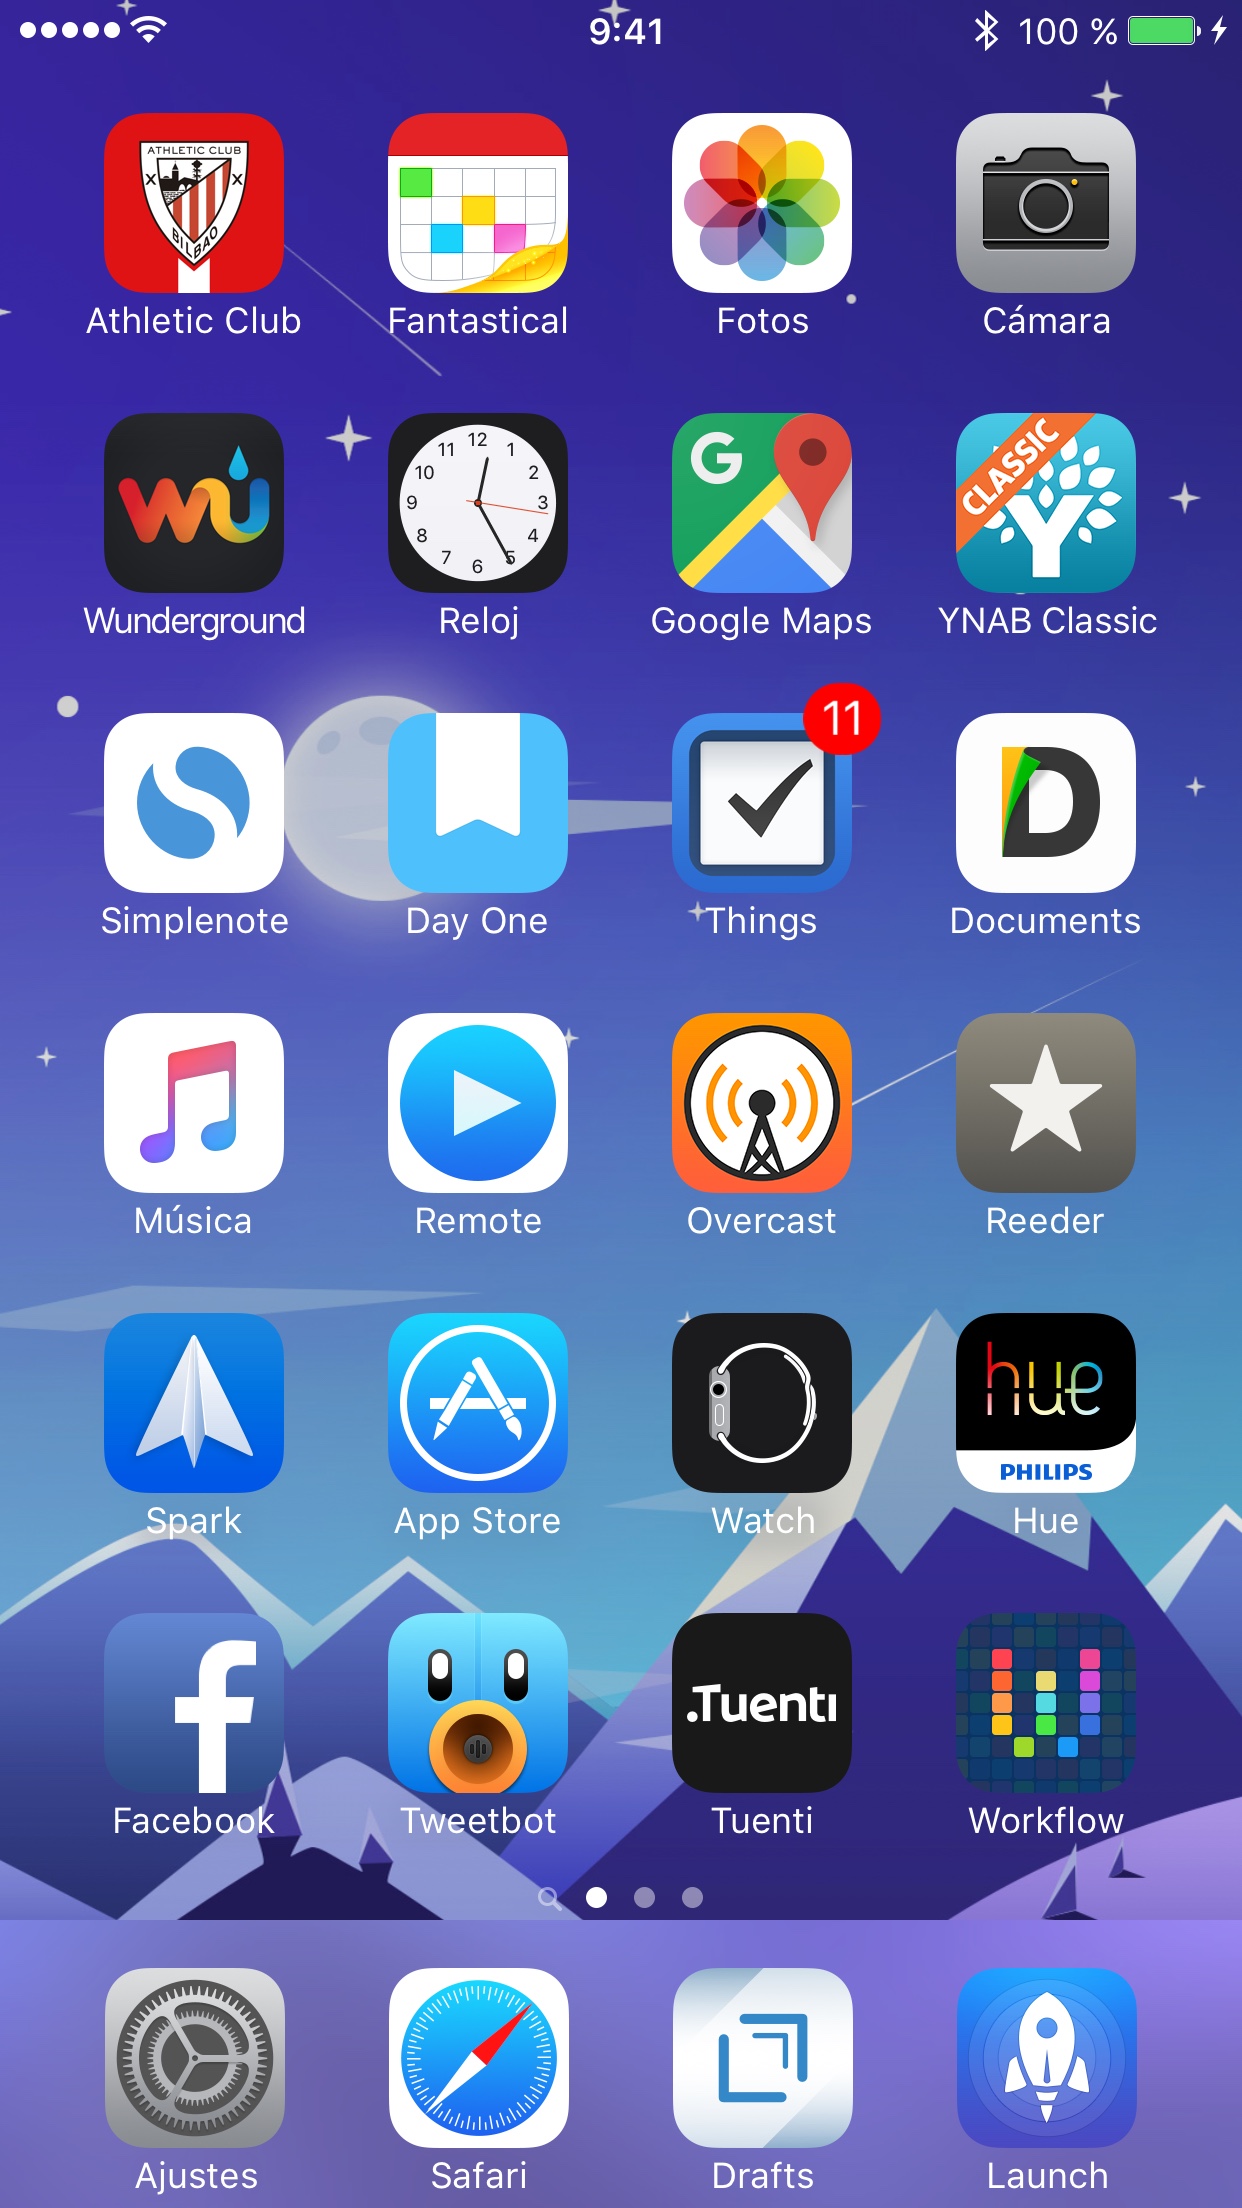 9:41
100 %
ATHLETIC CLUB
BILBAO
Athletic Club
Fantastical
Fotos
Cámara
wu
12
11 1
10 2
9 3
8 4
7 5
6
G
CLASSIC
Y
Wunderground
Reloj
Google Maps
YNAB Classic
11
D
Simplenote
Day One
Things
Documents
Música
Remote
Overcast
Reeder
hue
PHILIPS
Spark
App Store
Watch
Hue
f
.Tuenti
Facebook
Tweetbot
Tuenti
Workflow
Ajustes
Safari
Drafts
Launch